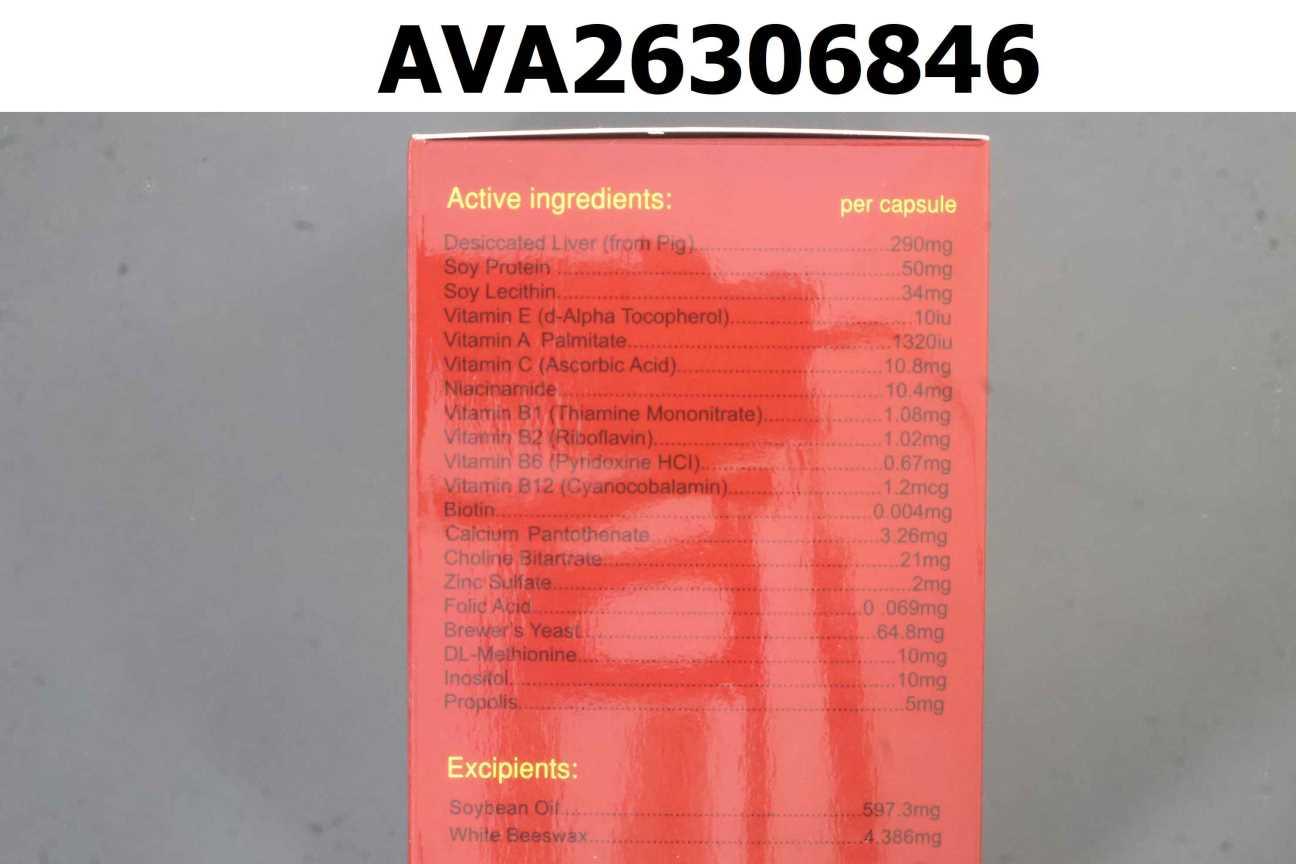 AVA26306846
Active ingredients: per capsule
Desiccated Liver (from Pig)..........290mg
Soy Protein..........50mg
Soy Lecithin..........34mg
Vitamin E (d-Alpha Tocopherol)..........10iu
Vitamin A Palmitate..........1320iu
Vitamin C (Ascorbic Acid)..........10.8mg
Niacinamide..........10.4mg
Vitamin B1 (Thiamine Mononitrate)..........1.08mg
Vitamin B2 (Riboflavin)..........1.02mg
Vitamin B6 (Pyridoxine HCl)..........0.67mg
Vitamin B12 (Cyanocobalamin)..........1.2mcg
Biotin..........0.004mg
Calcium Pantothenate..........3.26mg
Choline Bitartrate..........21mg
Zinc Sulfate..........2mg
Folic Acid..........0 .069mg
Brewer's Yeast..........64.8mg
DL-Methionine..........10mg
Inositol..........10mg
Propolis..........5mg
Excipients:
Soybean Oil..........597.3mg
White Beeswax..........4.386mg